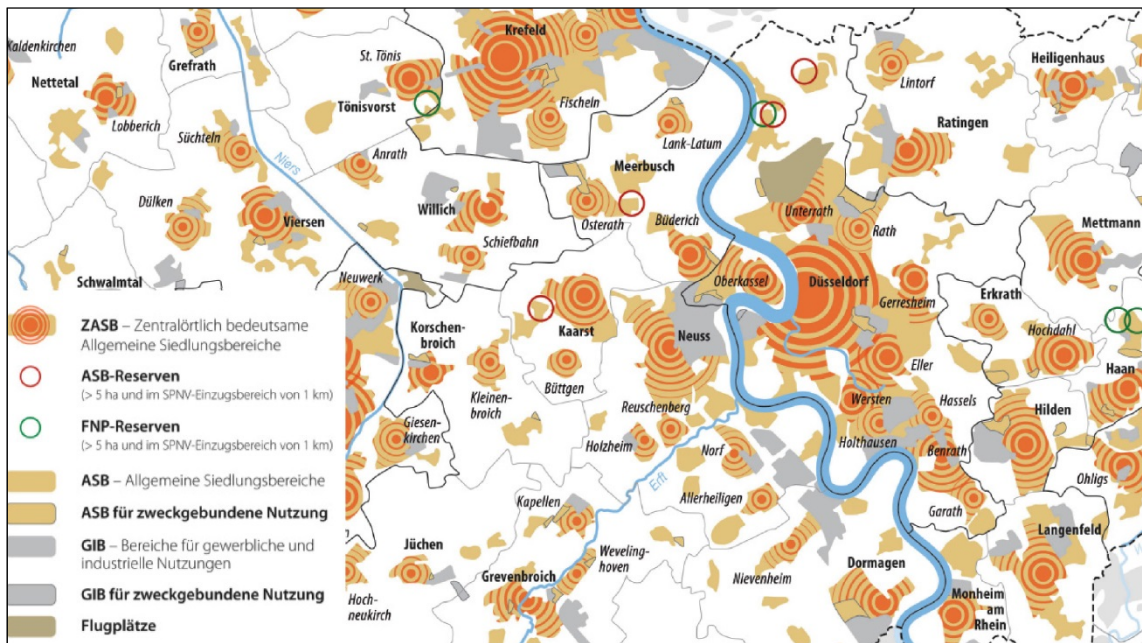 Kaldenkirchen
Grefrath
Nettetal
Lobberich
Süchteln
Niers
Dülken
Viersen
Schwalmtal
St. Tönis
Tönisvorst
Krefeld
Fischeln
Anrath
Willich
Schiefbahn
Neuwerk
Lank-Latum
Meerbusch
Osterath
Büderich
Lintorf
Heiligenhaus
Ratingen
Mettmann
Unterrath
Rath
Oberkassel
Düsseldorf
Gerresheim
Erkrath
Hochdahl
Haan
Eller
Korschen-
broich
Kaarst
Neuss
Kleinen-
broich
Büttgen
Giesen-
kirchen
Reuschenberg
Holzheim
Norf
Wersten
Hassels
Holthausen
Benrath
Hilden
Ohligs
Erft
Allerheiligen
Garath
Kapellen
Langenfeld
Jüchen
Weveling-
hoven
Grevenbroich
Nievenheim
Dormagen
Hoch-
neukirch
Monheim
am
Rhein
ZASB – Zentralörtlich bedeutsame
Allgemeine Siedlungsbereiche
ASB-Reserven
(> 5 ha und im SPNV-Einzugsbereich von 1 km)
FNP-Reserven
(> 5 ha und im SPNV-Einzugsbereich von 1 km)
ASB – Allgemeine Siedlungsbereiche
ASB für zweckgebundene Nutzung
GIB – Bereiche für gewerbliche und
industrielle Nutzungen
GIB für zweckgebundene Nutzung
Flugplätze